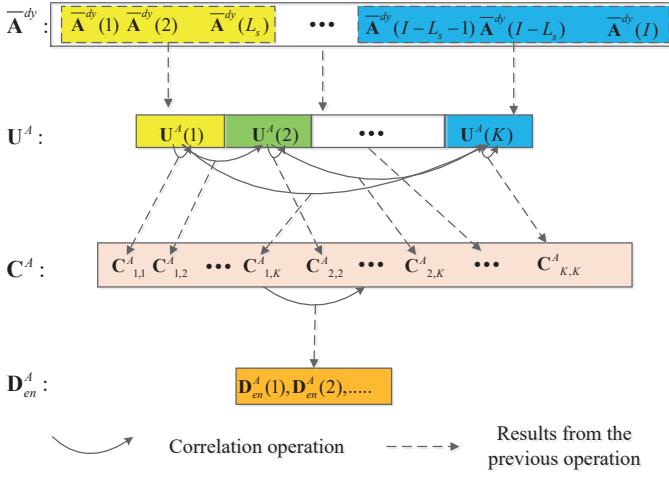 $\overline{\mathbf{A}}^{dy}$ : $\overline{\mathbf{A}}^{dy}(1)$ $\overline{\mathbf{A}}^{dy}(2)$ $\overline{\mathbf{A}}^{dy}(L_s)$ ••• $\overline{\mathbf{A}}^{dy}(I-L_s-1)$ $\overline{\mathbf{A}}^{dy}(I-L_s)$ $\overline{\mathbf{A}}^{dy}(I)$
$\mathbf{U}^A$ : $\mathbf{U}^A(1)$ $\mathbf{U}^A(2)$ ••• $\mathbf{U}^A(K)$
$\mathbf{C}^A$ : $\mathbf{C}^A_{1,1}$ $\mathbf{C}^A_{1,2}$ ••• $\mathbf{C}^A_{1,K}$ $\mathbf{C}^A_{2,2}$ ••• $\mathbf{C}^A_{2,K}$ ••• $\mathbf{C}^A_{K,K}$
$\mathbf{D}^A_{en}$ : $\mathbf{D}^A_{en}(1), \mathbf{D}^A_{en}(2), .....$
Correlation operation
Results from the
previous operation